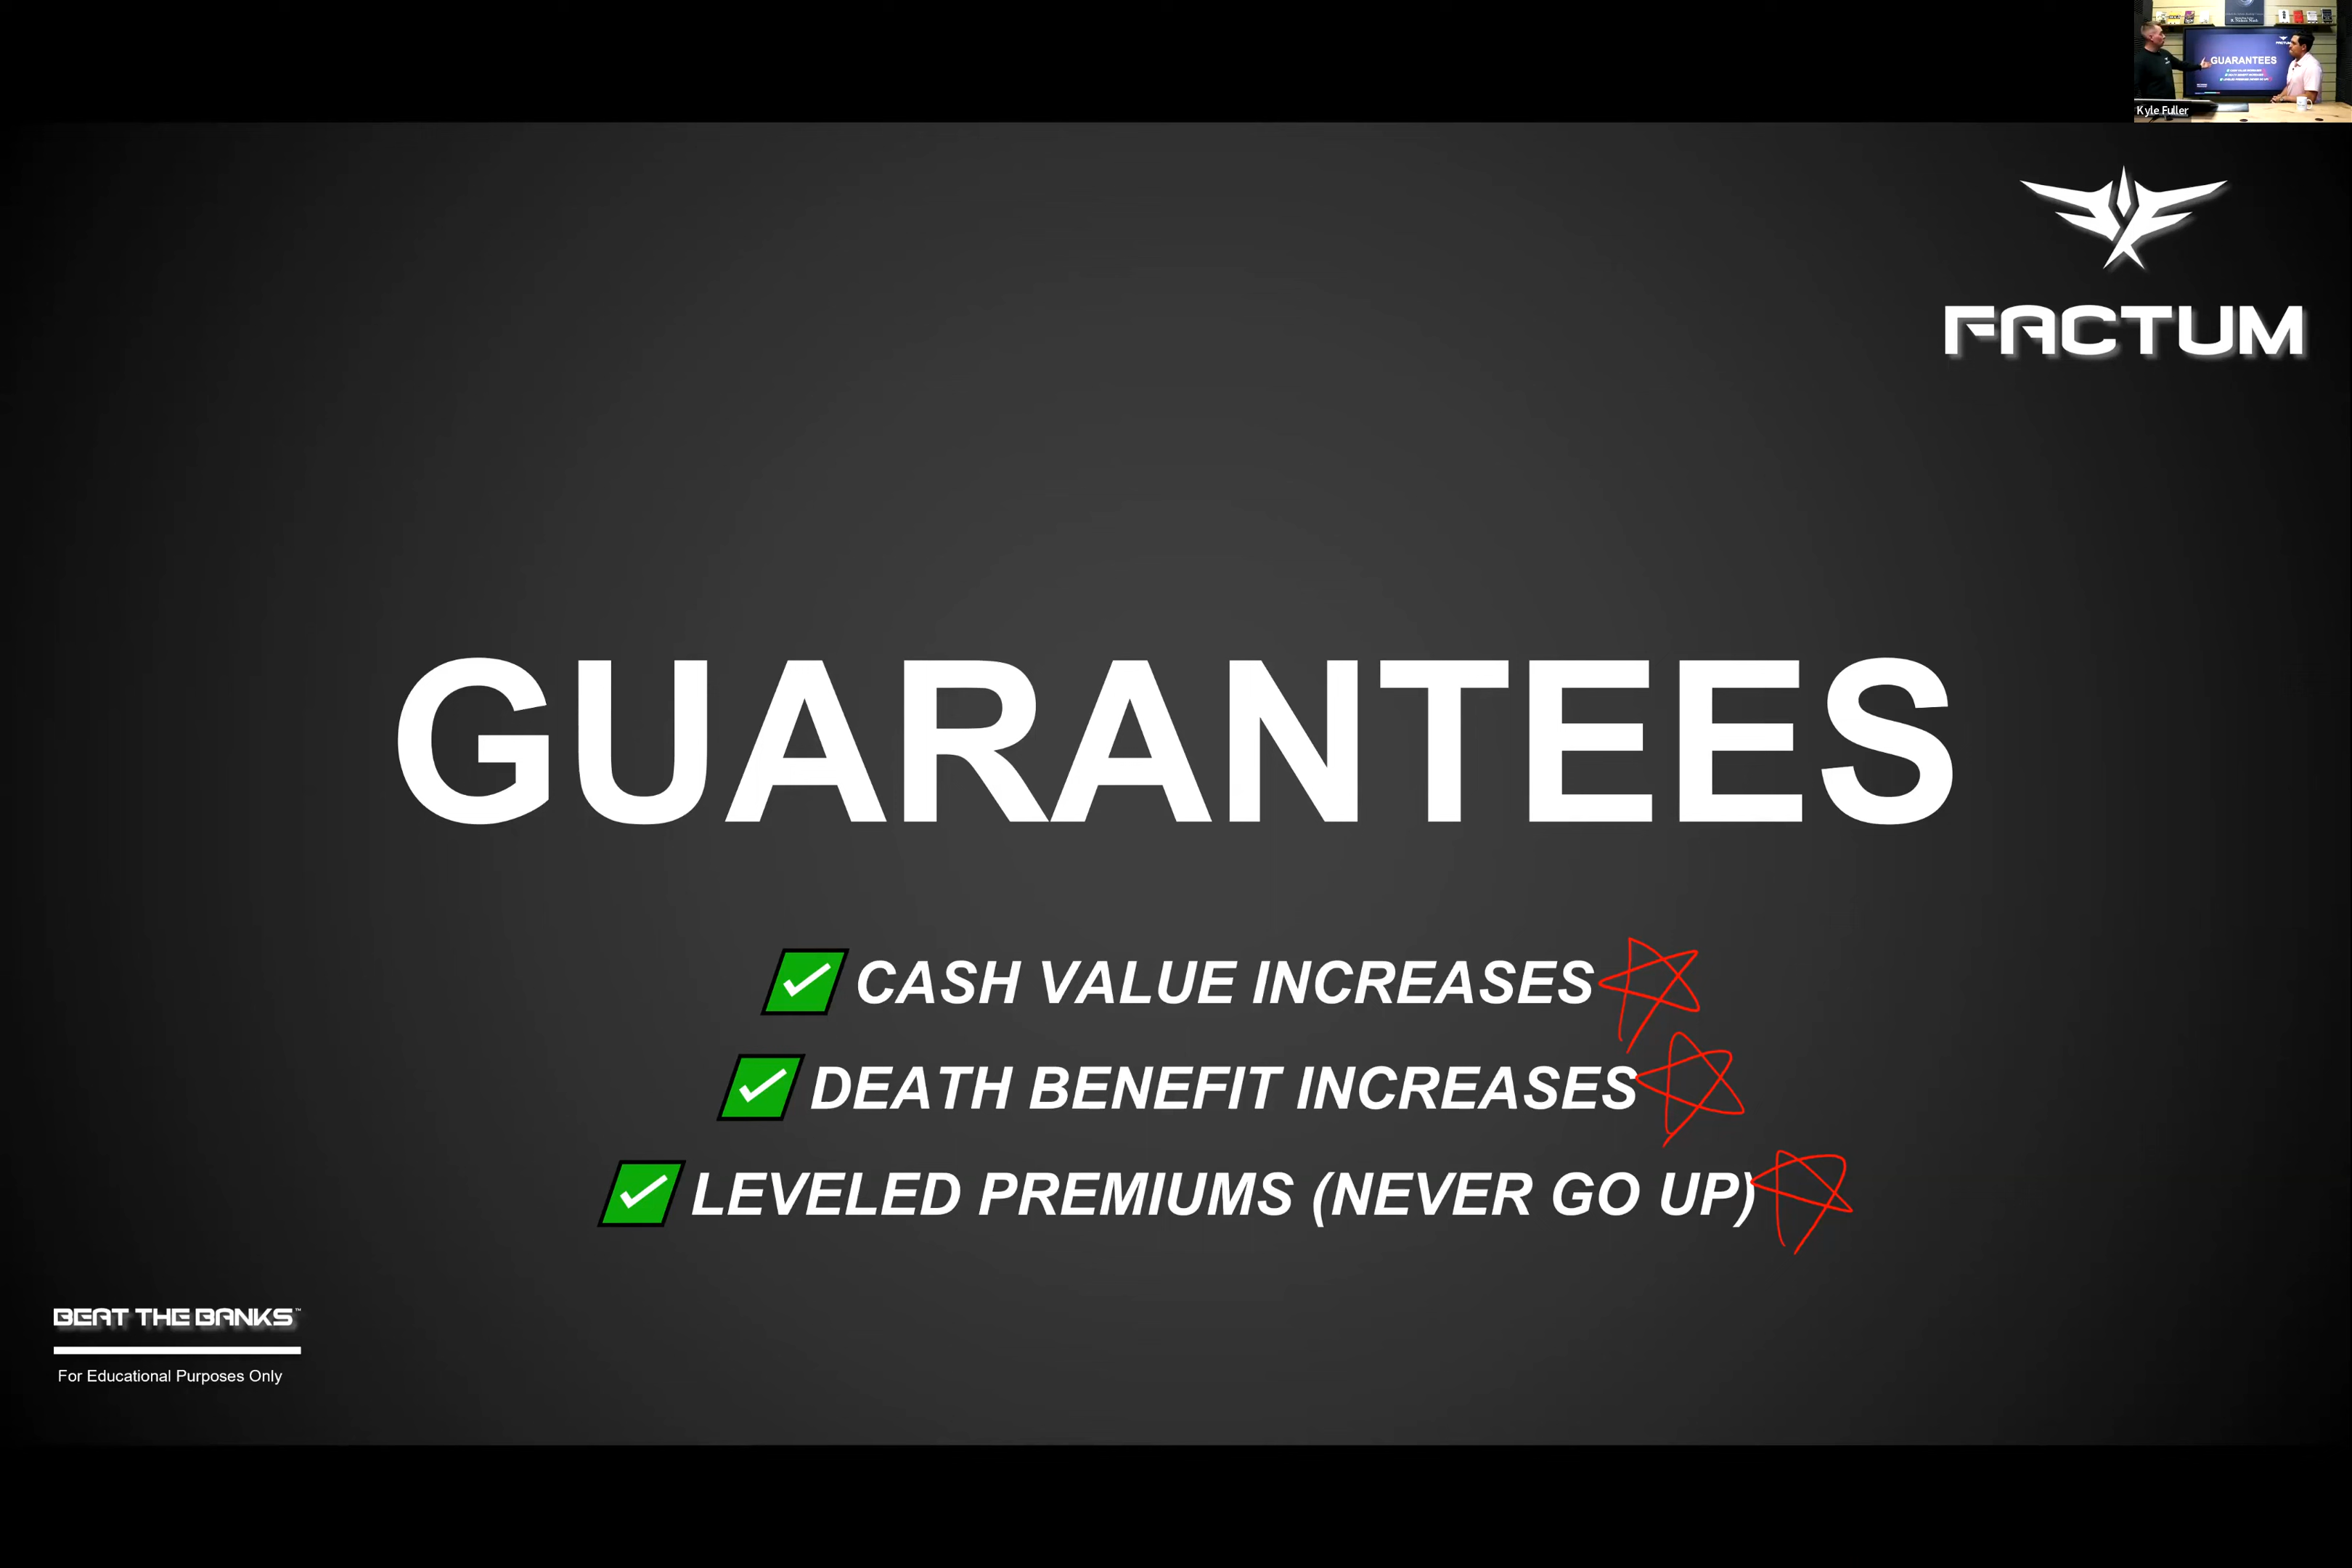 GUARANTEES
Kyle Fuller
FACTUM
GUARANTEES
CASH VALUE INCREASES
DEATH BENEFIT INCREASES
LEVELED PREMIUMS (NEVER GO UP)
BEAT THE BANKS™
For Educational Purposes Only